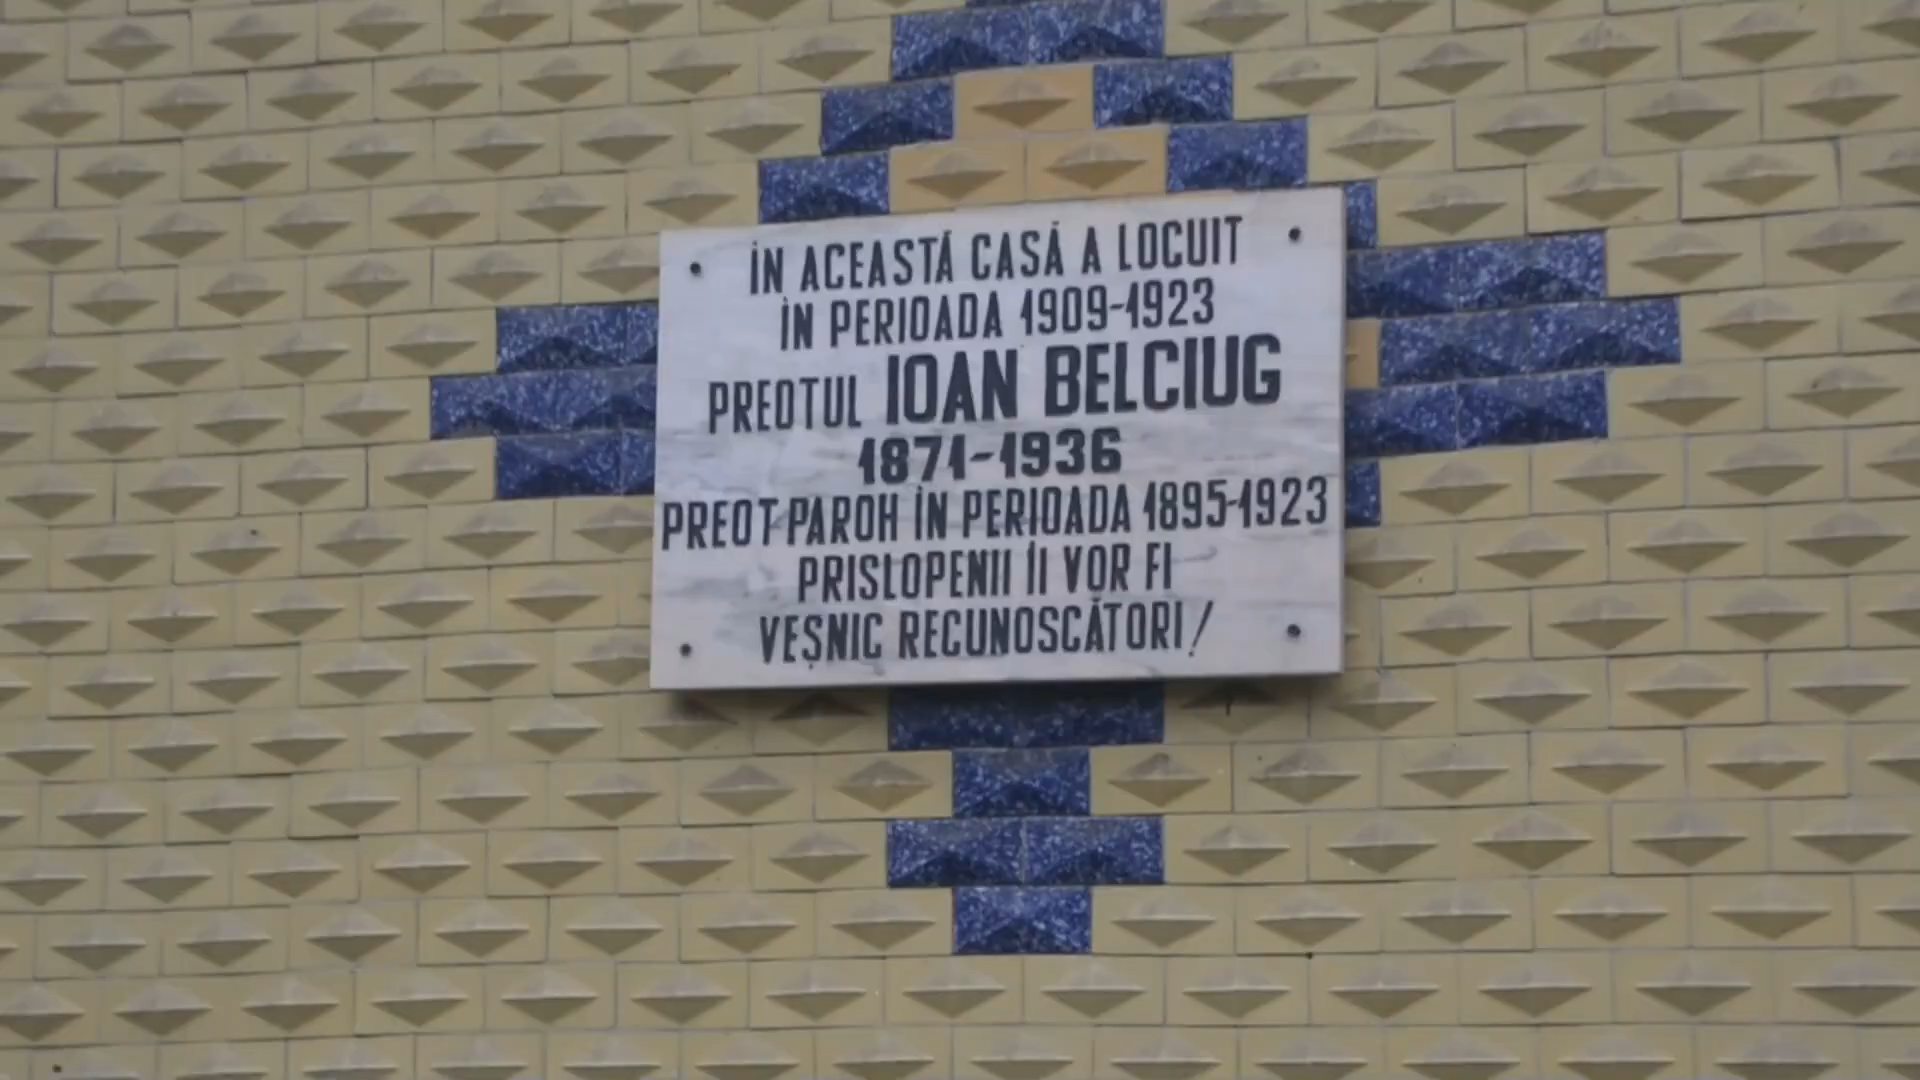 ÎN ACEASTĂ CASĂ A LOCUIT
ÎN PERIOADA 1909-1923
PREOTUL IOAN BELCIUG
1871-1936
PREOT PAROH ÎN PERIOADA 1895-1923
PRISLOPENII ÎI VOR FI
VEȘNIC RECUNOSCĂTORI!